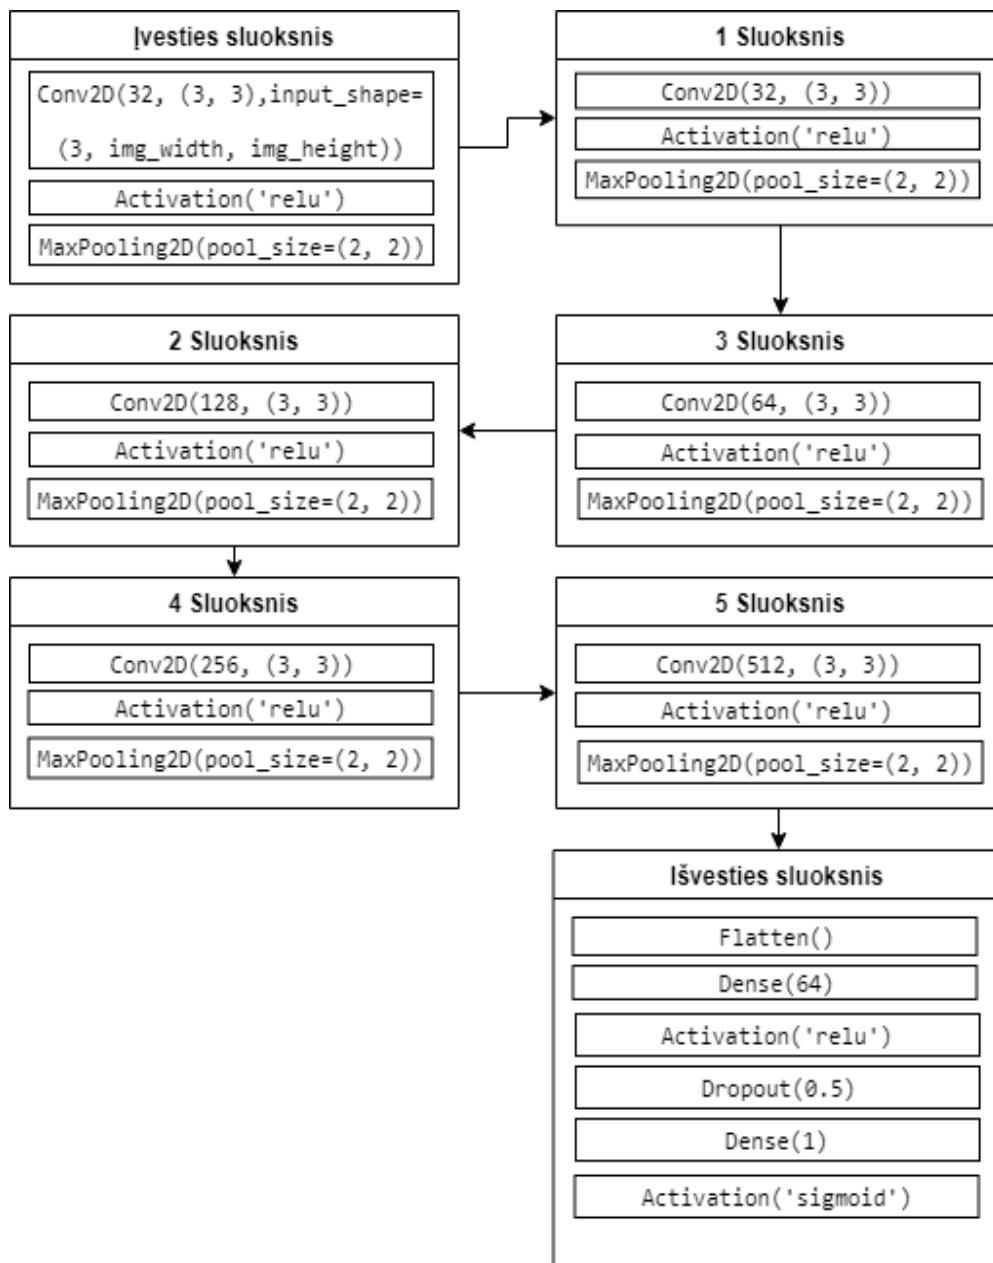 Įvesties sluoksnis
Conv2D(32, (3, 3),input_shape=
(3, img_width, img_height))
Activation('relu')
MaxPooling2D(pool_size=(2, 2))
1 Sluoksnis
Conv2D(32, (3, 3))
Activation('relu')
MaxPooling2D(pool_size=(2, 2))
2 Sluoksnis
Conv2D(128, (3, 3))
Activation('relu')
MaxPooling2D(pool_size=(2, 2))
3 Sluoksnis
Conv2D(64, (3, 3))
Activation('relu')
MaxPooling2D(pool_size=(2, 2))
4 Sluoksnis
Conv2D(256, (3, 3))
Activation('relu')
MaxPooling2D(pool_size=(2, 2))
5 Sluoksnis
Conv2D(512, (3, 3))
Activation('relu')
MaxPooling2D(pool_size=(2, 2))
Išvesties sluoksnis
Flatten()
Dense(64)
Activation('relu')
Dropout(0.5)
Dense(1)
Activation('sigmoid')